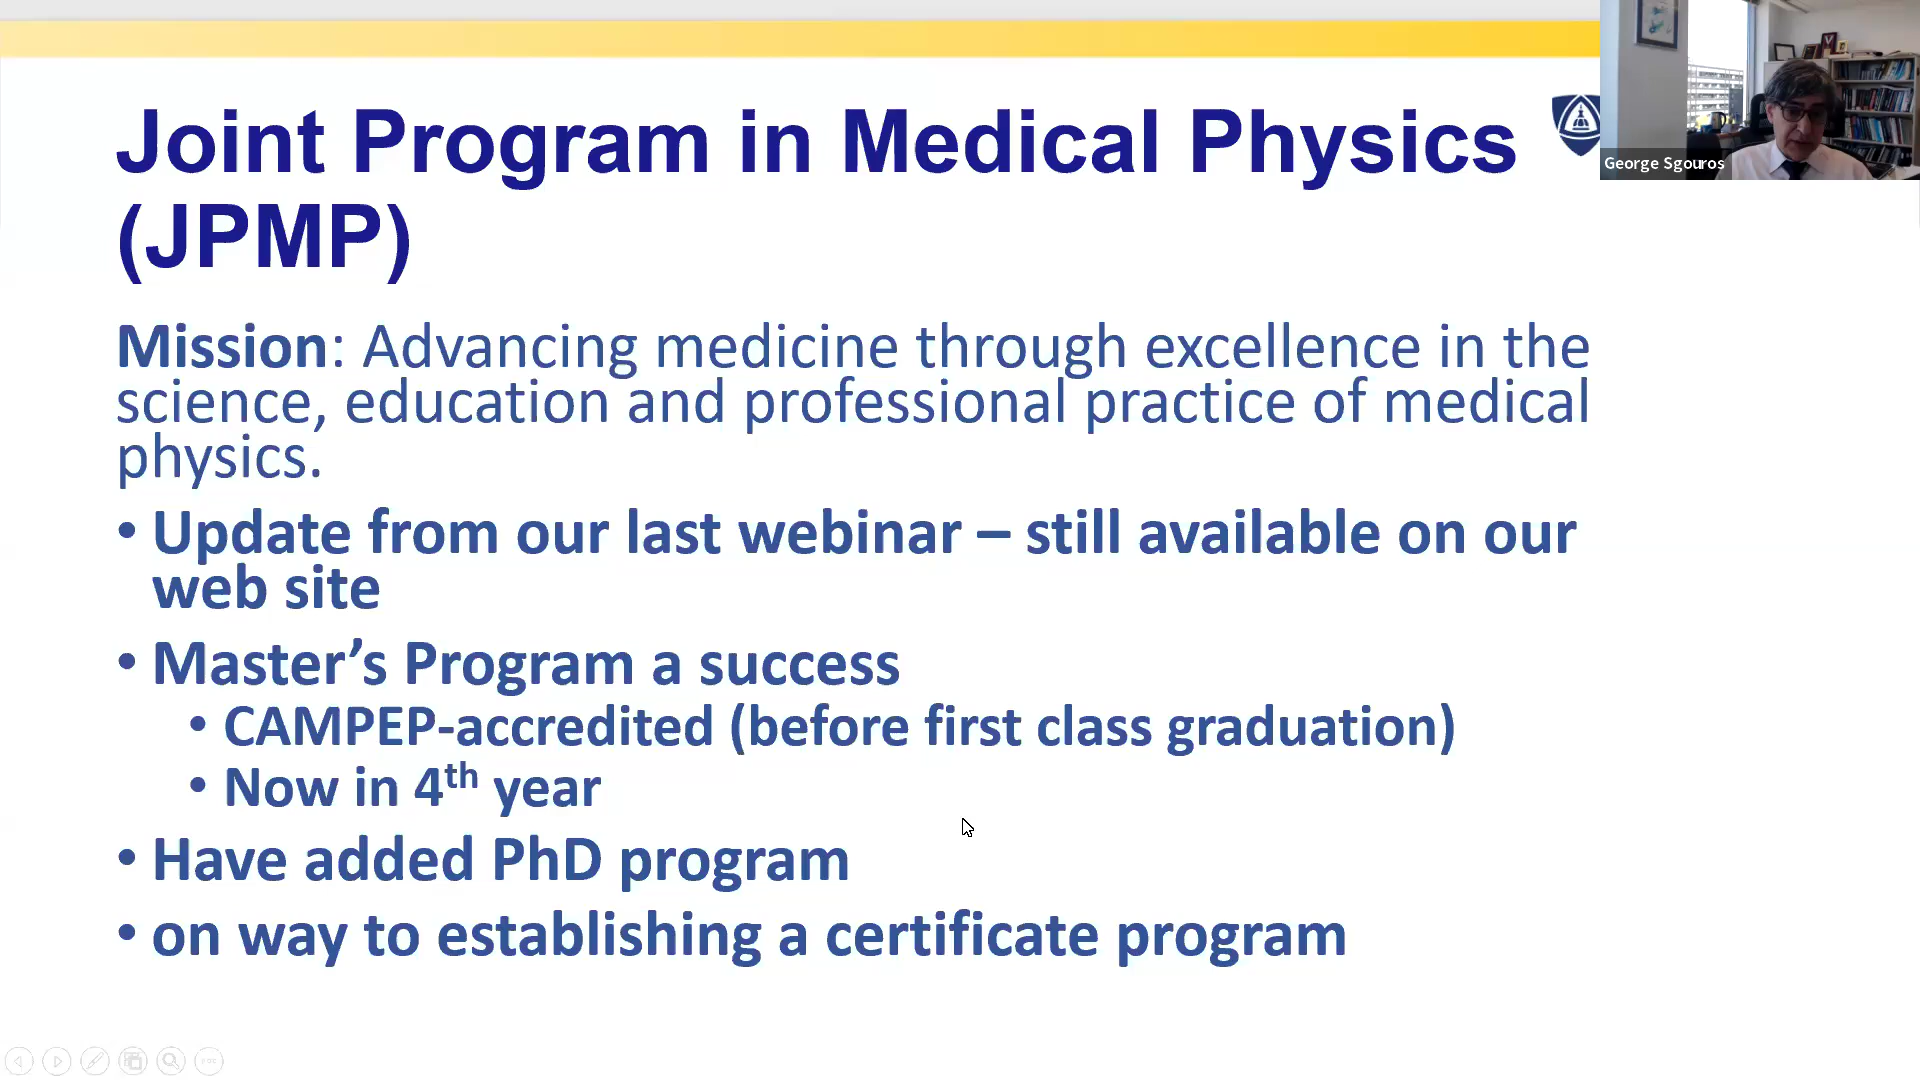 Joint Program in Medical Physics
(JPMP)
George Sgouros
Mission: Advancing medicine through excellence in the
science, education and professional practice of medical
physics.
• Update from our last webinar – still available on our
web site
• Master’s Program a success
• CAMPEP-accredited (before first class graduation)
• Now in 4th year
• Have added PhD program
• on way to establishing a certificate program